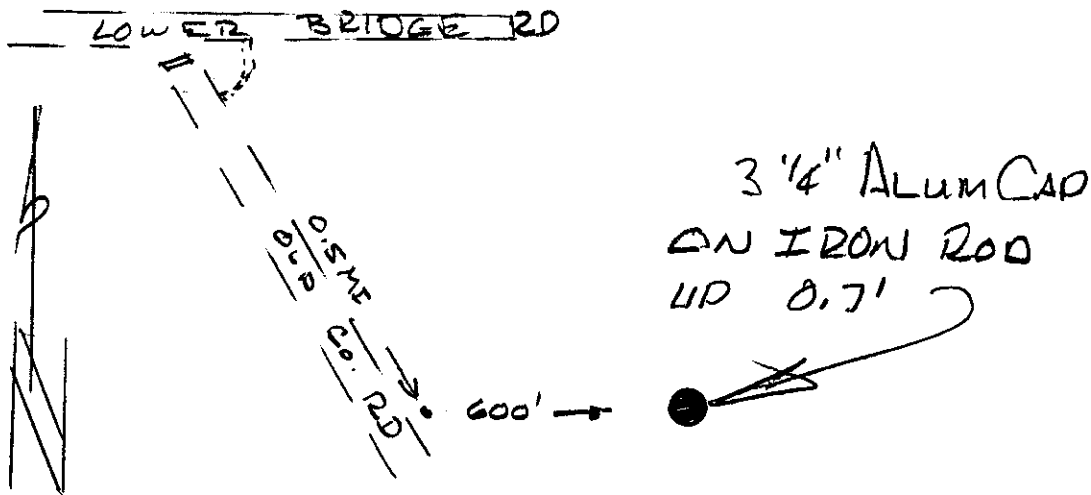 LOWER BRIDGE RD
3 1/4" ALUM CAP
ON IRON ROD
UP 0.7'
0.5 MI
OLD CO. RD
600'
N